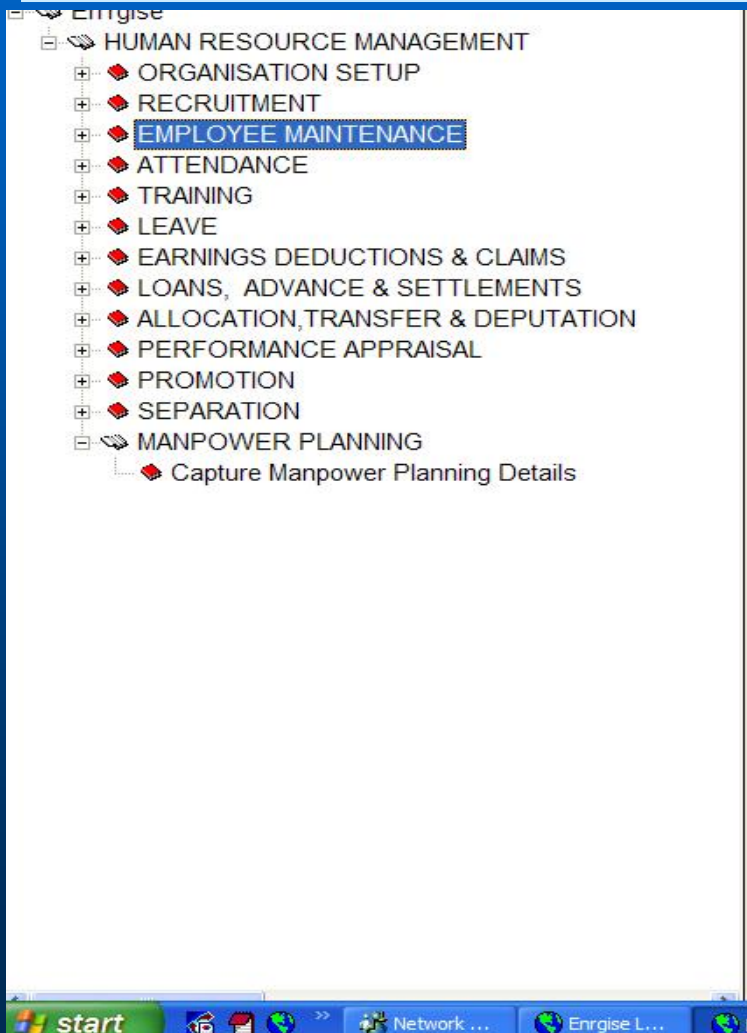 Enrgise
HUMAN RESOURCE MANAGEMENT
ORGANISATION SETUP
RECRUITMENT
EMPLOYEE MAINTENANCE
ATTENDANCE
TRAINING
LEAVE
EARNINGS DEDUCTIONS & CLAIMS
LOANS, ADVANCE & SETTLEMENTS
ALLOCATION,TRANSFER & DEPUTATION
PERFORMANCE APPRAISAL
PROMOTION
SEPARATION
MANPOWER PLANNING
Capture Manpower Planning Details
start
Network ...
Enrgise L...